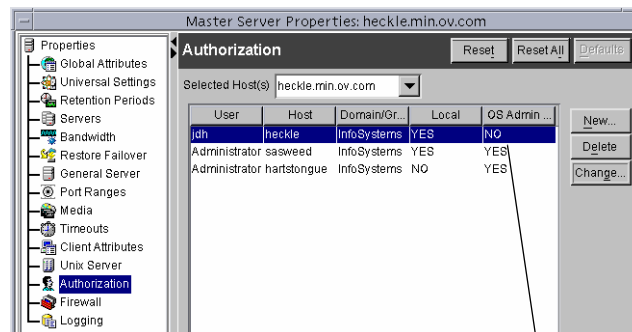 Master Server Properties: heckle.min.ov.com
Properties
Global Attributes
Universal Settings
Retention Periods
Servers
Bandwidth
Restore Failover
General Server
Port Ranges
Media
Timeouts
Client Attributes
Unix Server
Authorization
Firewall
Logging
Authorization
Reset Reset All Defaults
Selected Host(s) heckle.min.ov.com
User Host Domain/Gr... Local OS Admin ...
jdh heckle InfoSystems YES NO
Administrator sasweed InfoSystems YES YES
Administrator hartstongue InfoSystems NO YES
New...
Delete
Change...